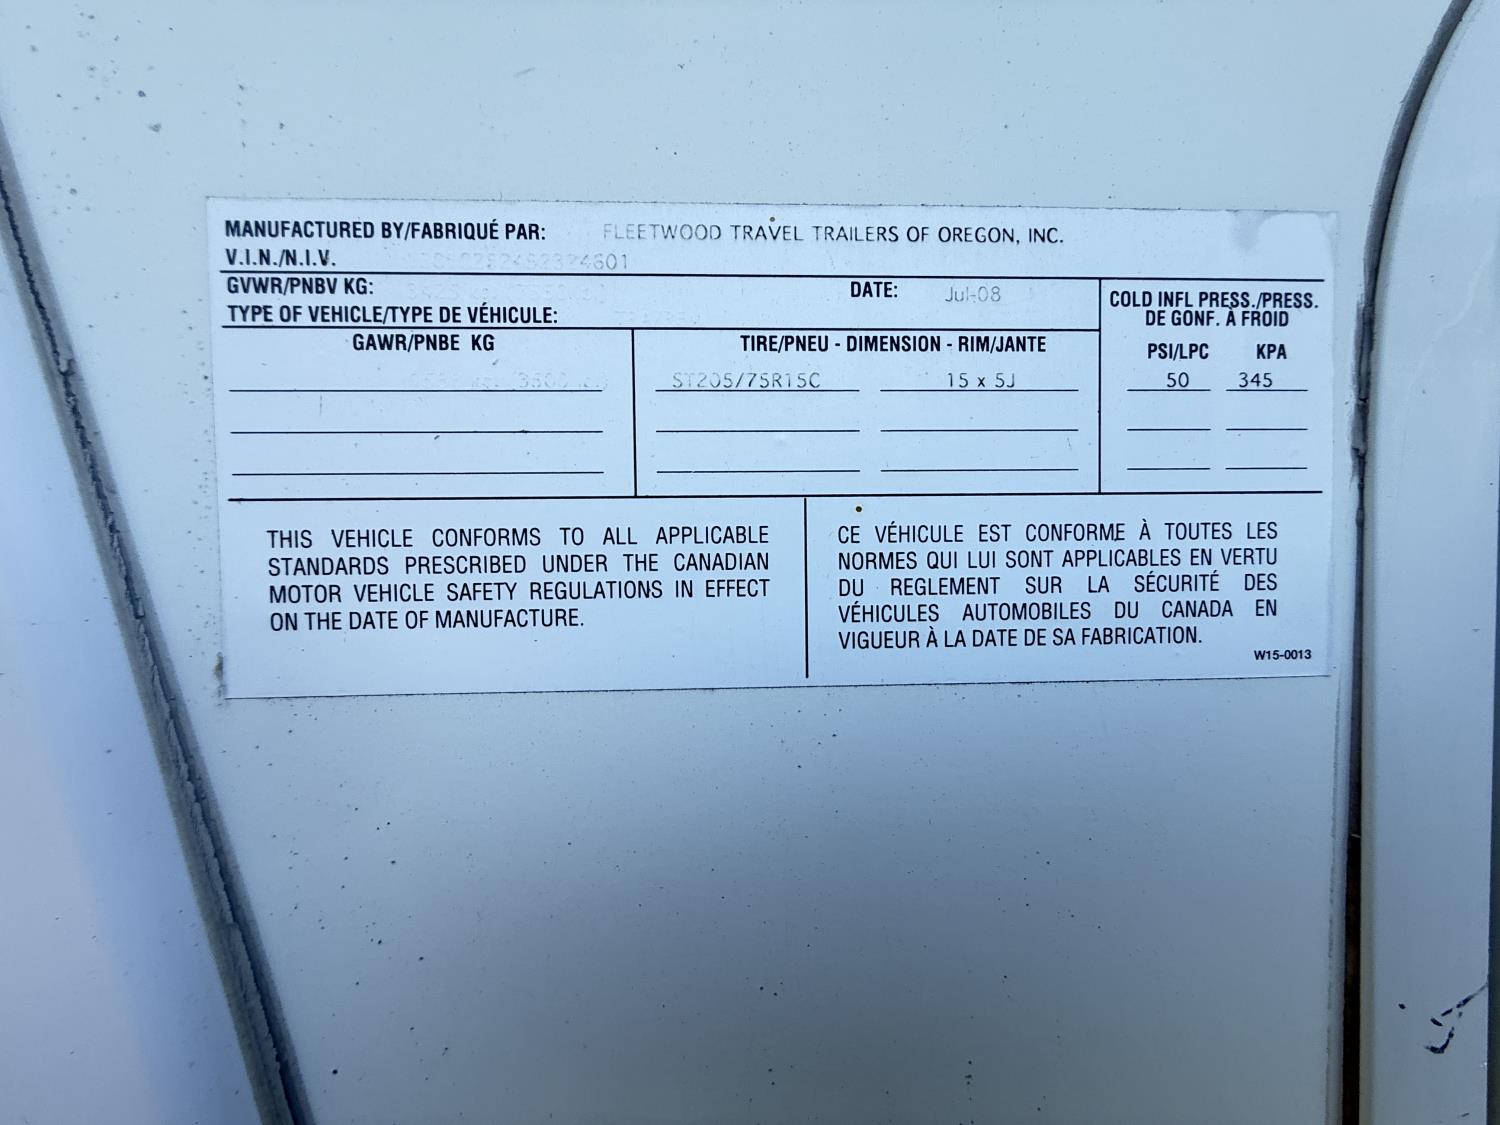 MANUFACTURED BY/FABRIQUÉ PAR: FLEETWOOD TRAVEL TRAILERS OF OREGON, INC.
V.I.N./N.I.V.
GVWR/PNBV KG: DATE: Jul-08
TYPE OF VEHICLE/TYPE DE VÉHICULE:
COLD INFL PRESS./PRESS.
DE GONF. À FROID
GAWR/PNBE KG TIRE/PNEU - DIMENSION - RIM/JANTE PSI/LPC KPA
ST205/75R15C 15 x 5J 50 345
THIS VEHICLE CONFORMS TO ALL APPLICABLE
STANDARDS PRESCRIBED UNDER THE CANADIAN
MOTOR VEHICLE SAFETY REGULATIONS IN EFFECT
ON THE DATE OF MANUFACTURE.
CE VÉHICULE EST CONFORME À TOUTES LES
NORMES QUI LUI SONT APPLICABLES EN VERTU
DU REGLEMENT SUR LA SÉCURITÉ DES
VÉHICULES AUTOMOBILES DU CANADA EN
VIGUEUR À LA DATE DE SA FABRICATION.
W15-0013